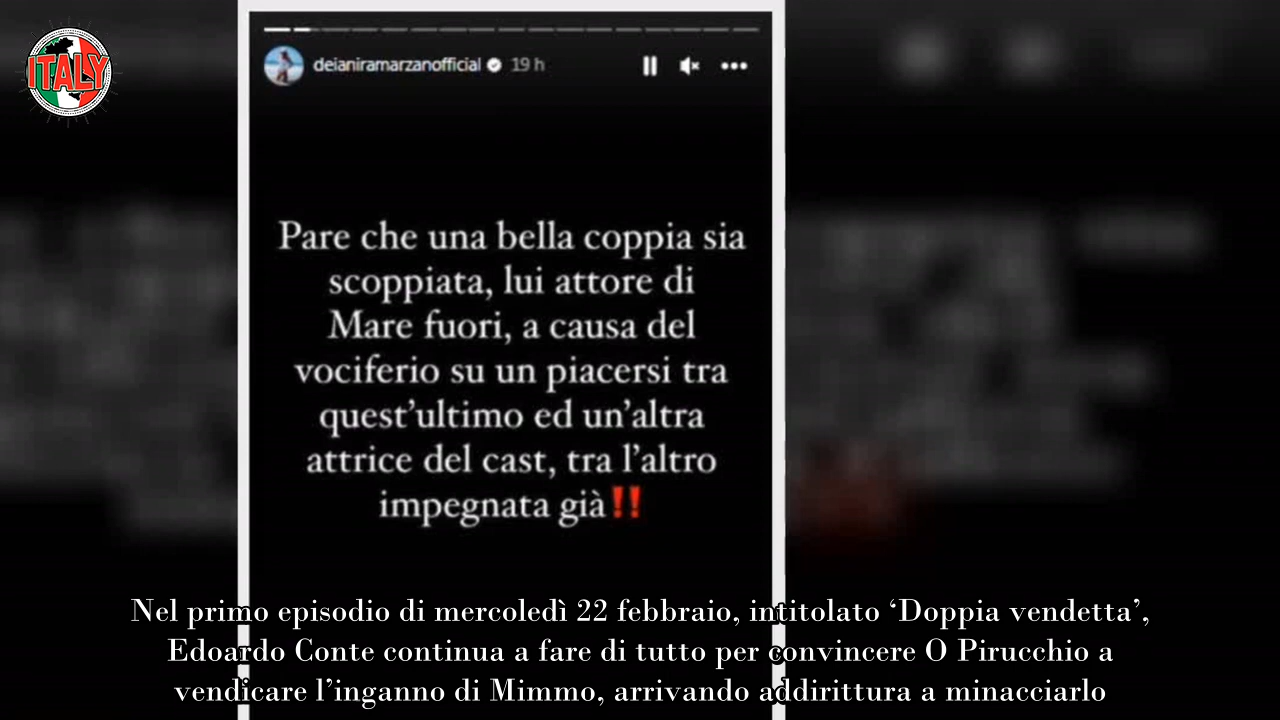 ITALY
deianiramarzanofficial 19 h
Pare che una bella coppia sia
scoppiata, lui attore di
Mare fuori, a causa del
vociferio su un piacersi tra
quest’ultimo ed un’altra
attrice del cast, tra l’altro
impegnata già‼️
Nel primo episodio di mercoledì 22 febbraio, intitolato ‘Doppia vendetta’,
Edoardo Conte continua a fare di tutto per convincere O Pirucchio a
vendicare l’inganno di Mimmo, arrivando addirittura a minacciarlo